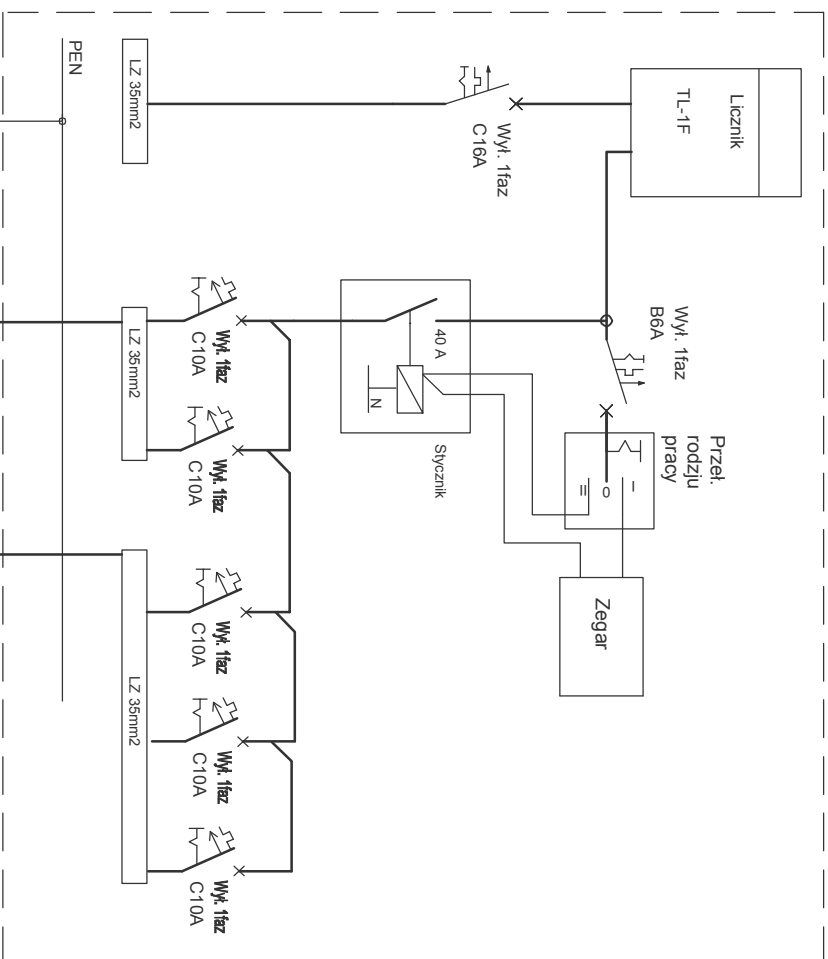 Licznik
TL-1F
Wył. 1faz
C16A
LZ 35mm2
PEN
Wył. 1faz
B6A
Przeł.
rodzju
pracy
I
0
II
Zegar
40 A
N
Stycznik
Wył. 1faz
C10A
Wył. 1faz
C10A
LZ 35mm2
Wył. 1faz
C10A
Wył. 1faz
C10A
Wył. 1faz
C10A
LZ 35mm2